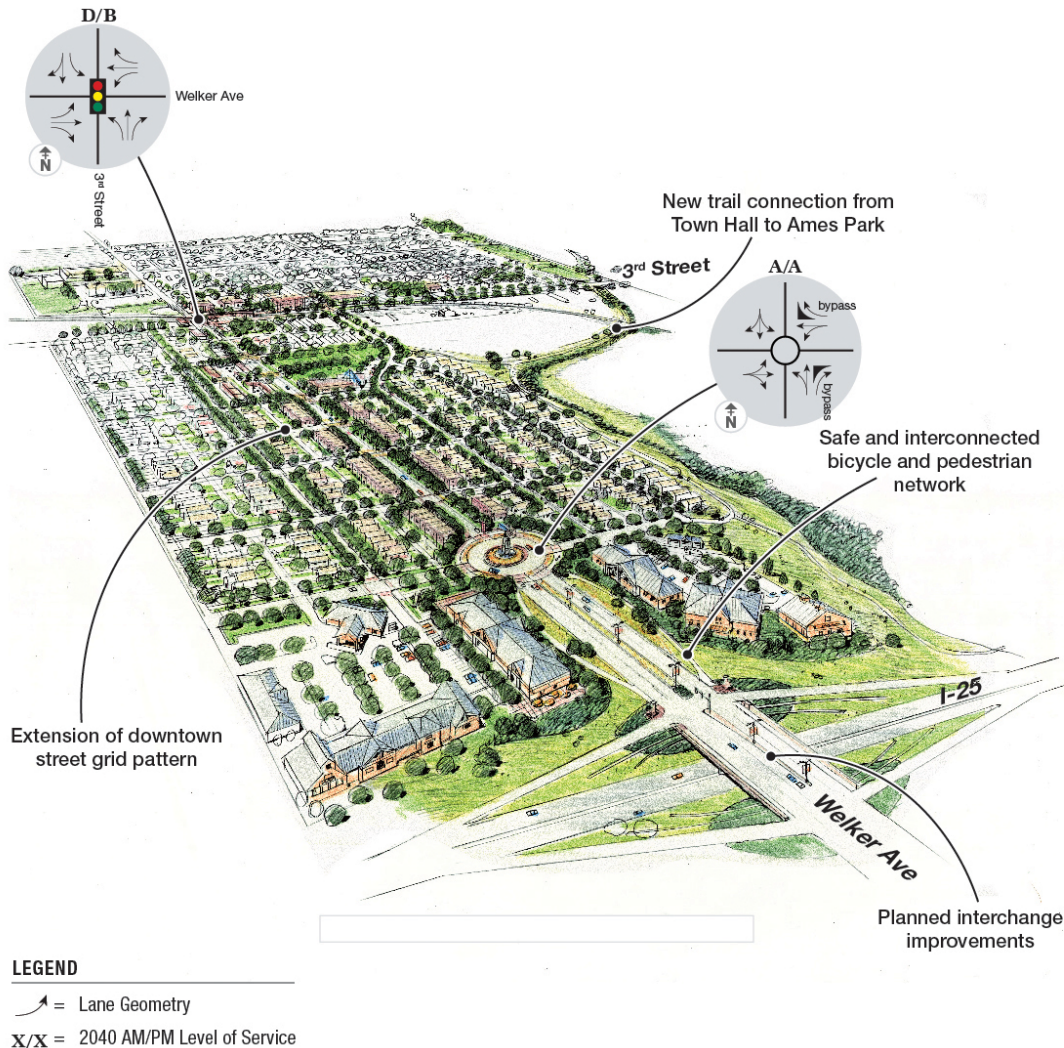 D/B
Welker Ave
N
3rd Street
New trail connection from
Town Hall to Ames Park
3rd Street
A/A
bypass
bypass
N
Safe and interconnected
bicycle and pedestrian
network
Extension of downtown
street grid pattern
I-25
Welker Ave
Planned interchange
improvements
LEGEND
= Lane Geometry
X/X = 2040 AM/PM Level of Service